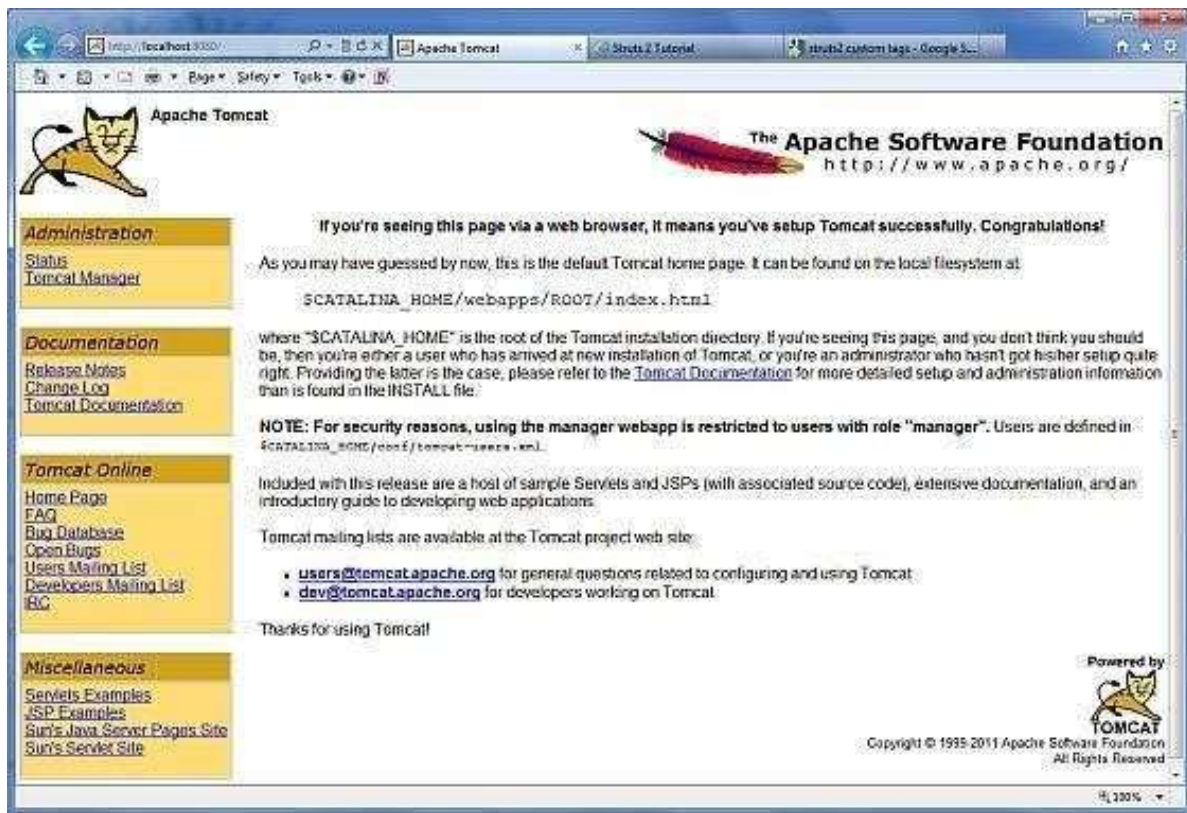 http://localhost:8080/
Apache Tomcat
Struts 2 Tutorial
struts2 custom tags - Google S...
Page
Safety
Tools
Apache Tomcat
The Apache Software Foundation
http://www.apache.org/
Administration
Status
Tomcat Manager
Documentation
Release Notes
Change Log
Tomcat Documentation
Tomcat Online
Home Page
FAQ
Bug Database
Open Bugs
Users Mailing List
Developers Mailing List
IRC
Miscellaneous
Servlets Examples
JSP Examples
Sun's Java Server Pages Site
Sun's Servlet Site
If you're seeing this page via a web browser, it means you've setup Tomcat successfully. Congratulations!
As you may have guessed by now, this is the default Tomcat home page. It can be found on the local filesystem at:
$CATALINA_HOME/webapps/ROOT/index.html
where "$CATALINA_HOME" is the root of the Tomcat installation directory. If you're seeing this page, and you don't think you should
be, then you're either a user who has arrived at new installation of Tomcat, or you're an administrator who hasn't got his/her setup quite
right. Providing the latter is the case, please refer to the Tomcat Documentation for more detailed setup and administration information
than is found in the INSTALL file.
NOTE: For security reasons, using the manager webapp is restricted to users with role "manager". Users are defined in
$CATALINA_HOME/conf/tomcat-users.xml.
Included with this release are a host of sample Servlets and JSPs (with associated source code), extensive documentation, and an
introductory guide to developing web applications.
Tomcat mailing lists are available at the Tomcat project web site:
• users@tomcat.apache.org for general questions related to configuring and using Tomcat
• dev@tomcat.apache.org for developers working on Tomcat
Thanks for using Tomcat!
Powered by
TOMCAT
Copyright © 1999-2011 Apache Software Foundation
All Rights Reserved
100%